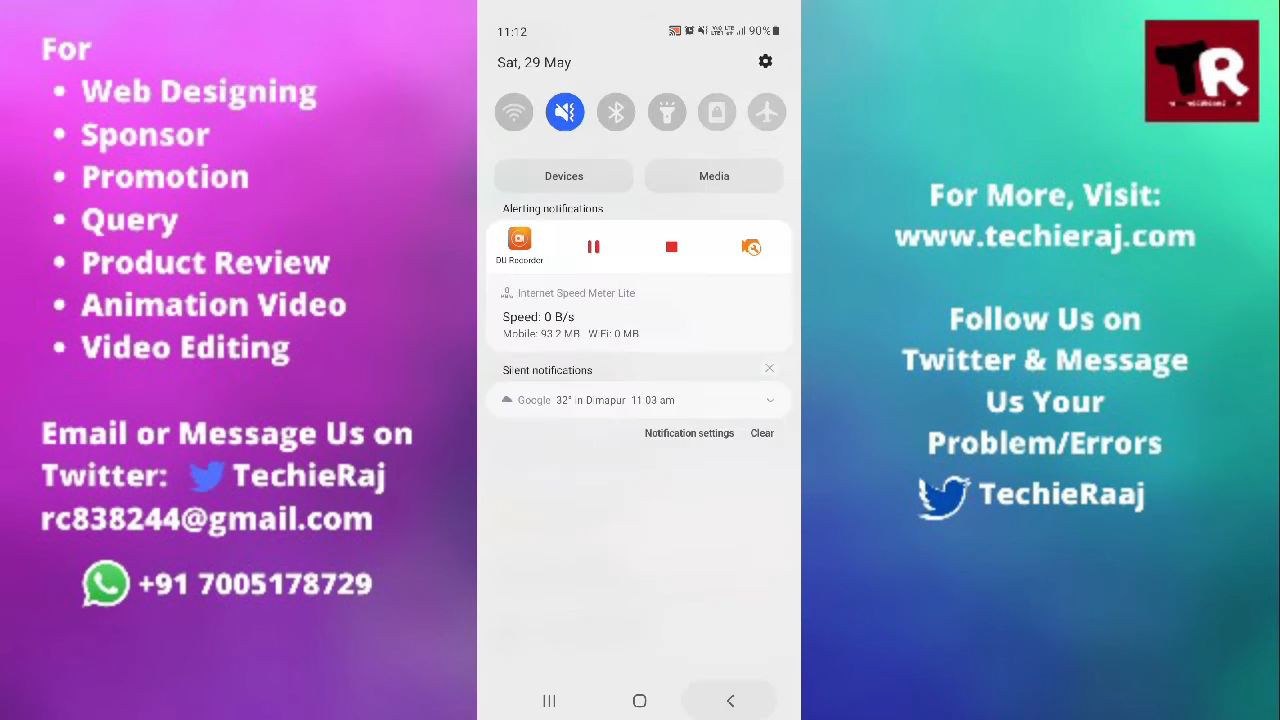 For
• Web Designing
• Sponsor
• Promotion
• Query
• Product Review
• Animation Video
• Video Editing
Email or Message Us on
Twitter: TechieRaj
rc838244@gmail.com
+91 7005178729
11:12
90%
Sat, 29 May
Devices
Media
Alerting notifications
DU Recorder
Internet Speed Meter Lite
Speed: 0 B/s
Mobile: 93.2 MB WiFi: 0 MB
Silent notifications
Google 32° in Dimapur 11:03 am
Notification settings
Clear
TR
For More, Visit:
www.techieraj.com
Follow Us on
Twitter & Message
Us Your
Problem/Errors
TechieRaaj